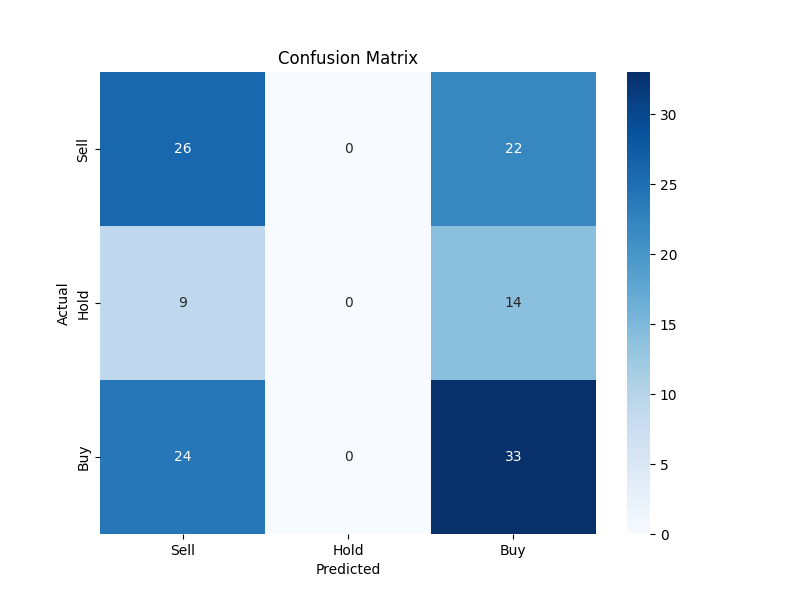 Confusion Matrix
Sell 26 0 22
Hold 9 0 14
Buy 24 0 33
Actual
Sell Hold Buy
Predicted
30
25
20
15
10
5
0